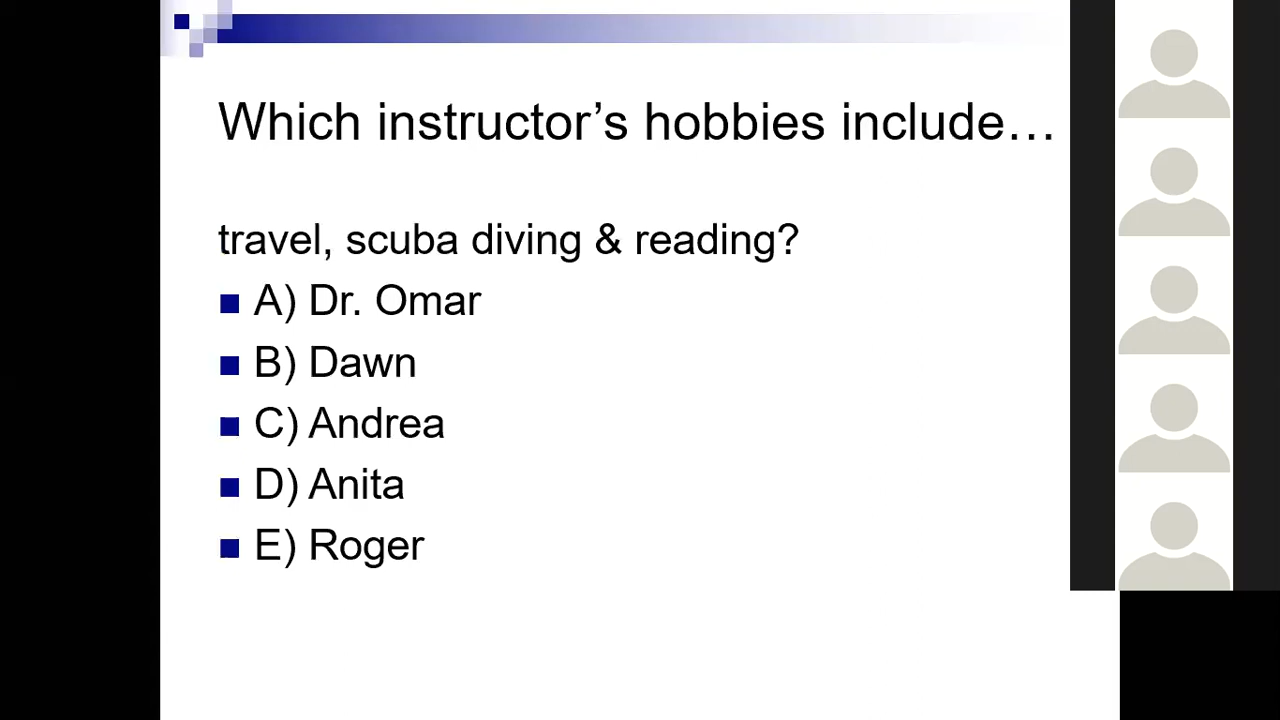 Which instructor’s hobbies include…
travel, scuba diving & reading?
A) Dr. Omar
B) Dawn
C) Andrea
D) Anita
E) Roger